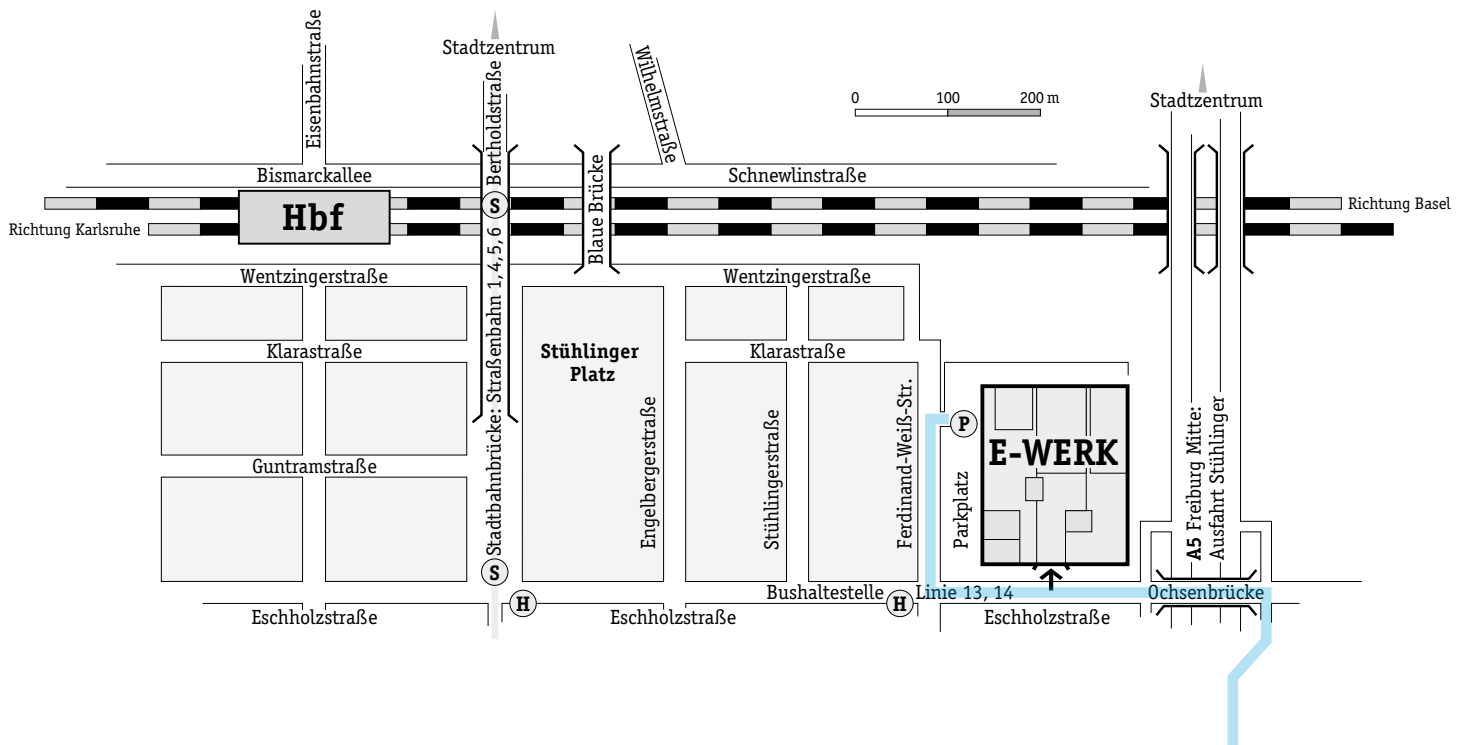 Eisenbahnstraße
Stadtzentrum
Bertholdstraße
Wilhelmstraße
0 100 200 m
Stadtzentrum
Bismarckallee
Schnewlinstraße
Hbf
S
Blaue Brücke
Richtung Basel
Richtung Karlsruhe
Wentzingerstraße
Wentzingerstraße
Stadtbahnbrücke: Straßenbahn 1, 4, 5, 6
Klarastraße
Stühlinger
Platz
Klarastraße
Engelbergerstraße
Stühlingerstraße
Ferdinand-Weiß-Str.
P
Parkplatz
E-WERK
A5 Freiburg Mitte:
Ausfahrt Stühlinger
Guntramstraße
S
H
Bushaltestelle H Linie 13, 14
Ochsenbrücke
Eschholzstraße
Eschholzstraße
Eschholzstraße